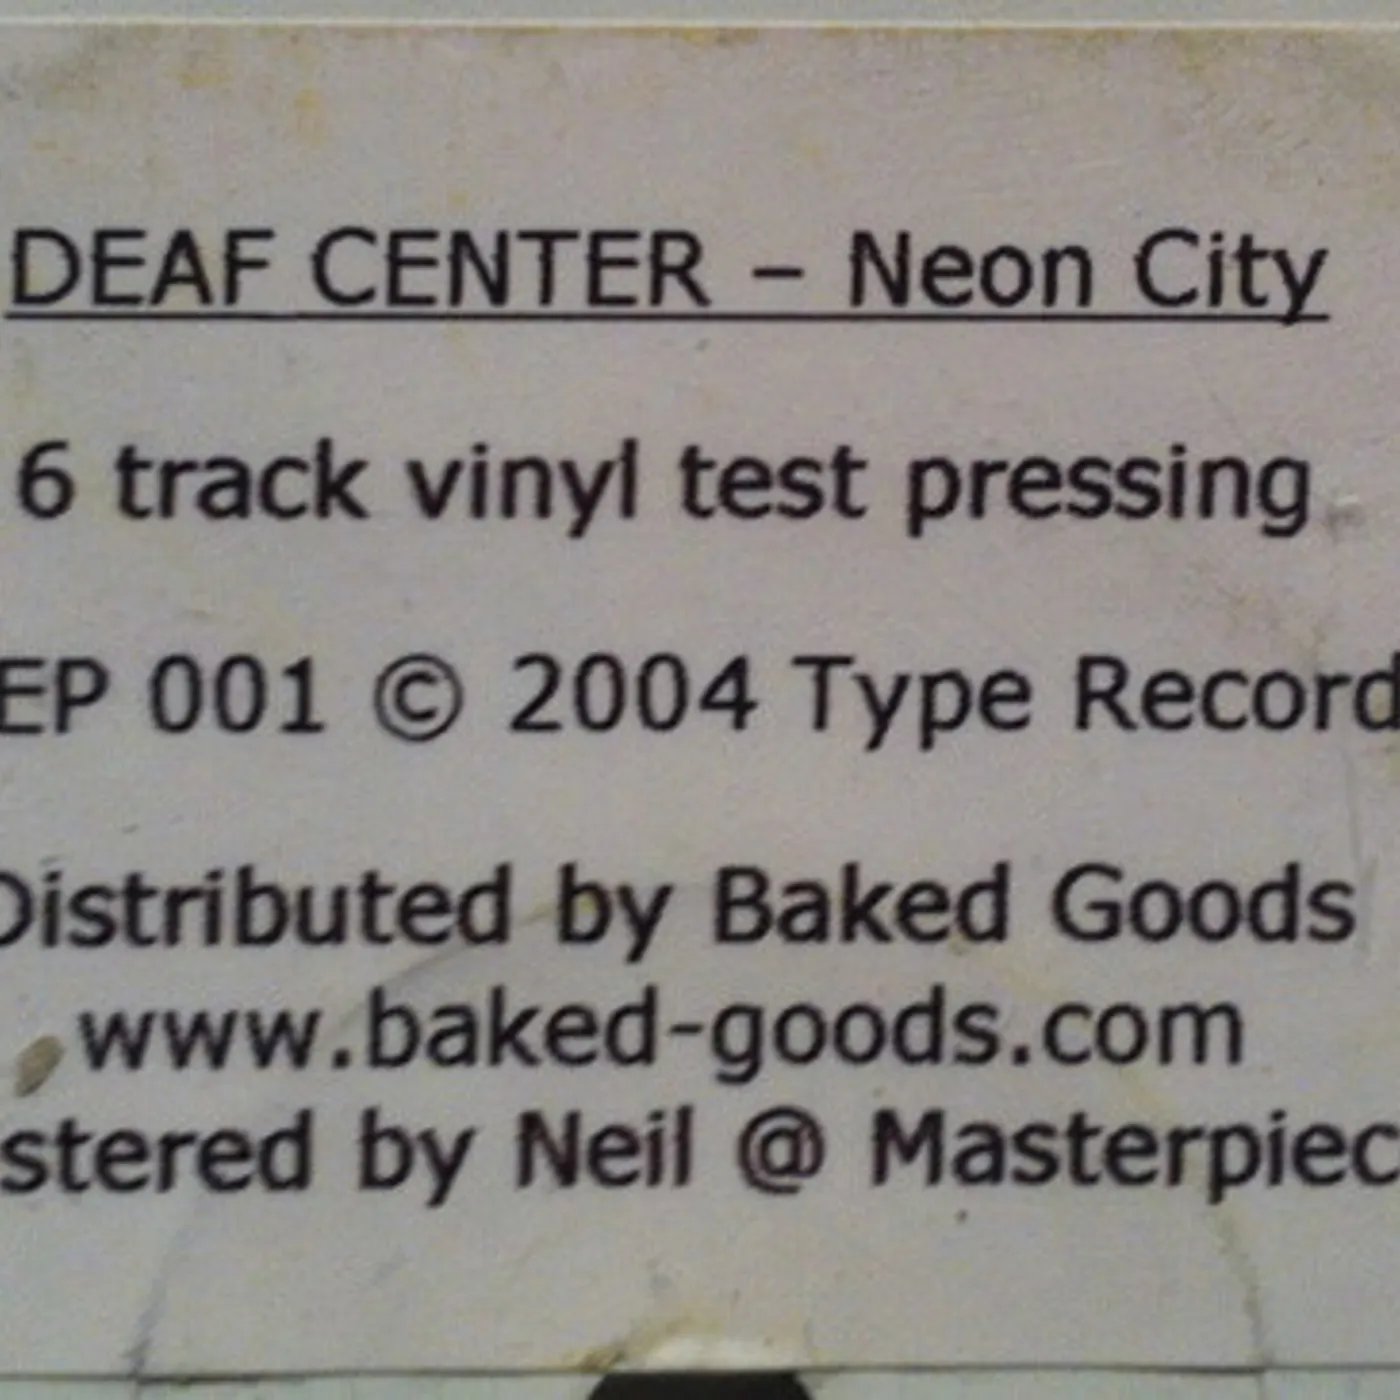 DEAF CENTER – Neon City
6 track vinyl test pressing
EP 001 © 2004 Type Record
Distributed by Baked Goods
www.baked-goods.com
stered by Neil @ Masterpiec